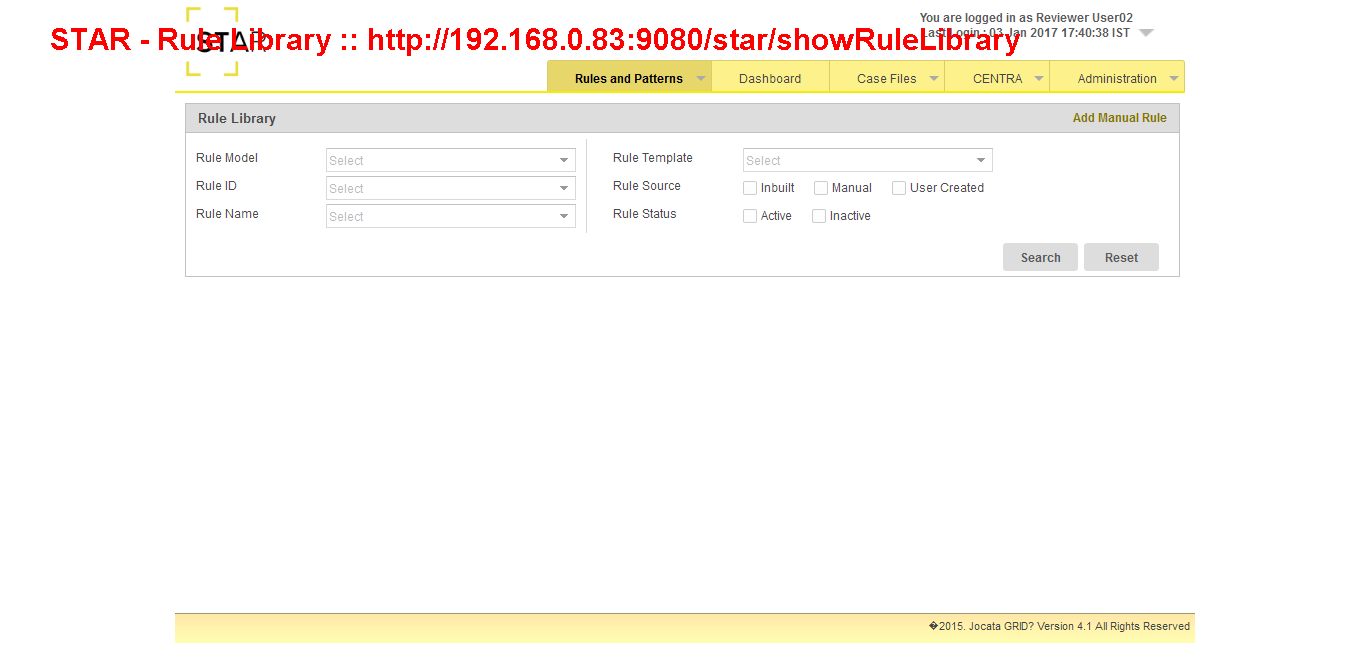 You are logged in as Reviewer User02
STAR - Rule Library :: http://192.168.0.83:9080/star/showRuleLibrary
STAR
Last Login : 03 Jan 2017 17:40:38 IST
Rules and Patterns Dashboard Case Files CENTRA Administration
Rule Library Add Manual Rule
Rule Model Select Rule Template Select
Rule ID Select Rule Source Inbuilt Manual User Created
Rule Name Select Rule Status Active Inactive
Search Reset
�2015. Jocata GRID? Version 4.1 All Rights Reserved